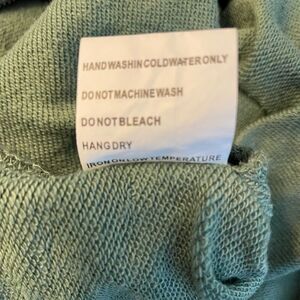 HANDWASHINCOLDWATERONLY
DONOTMACHINEWASH
DONOTBLEACH
HANGDRY
IRONONLOWTEMPERATURE